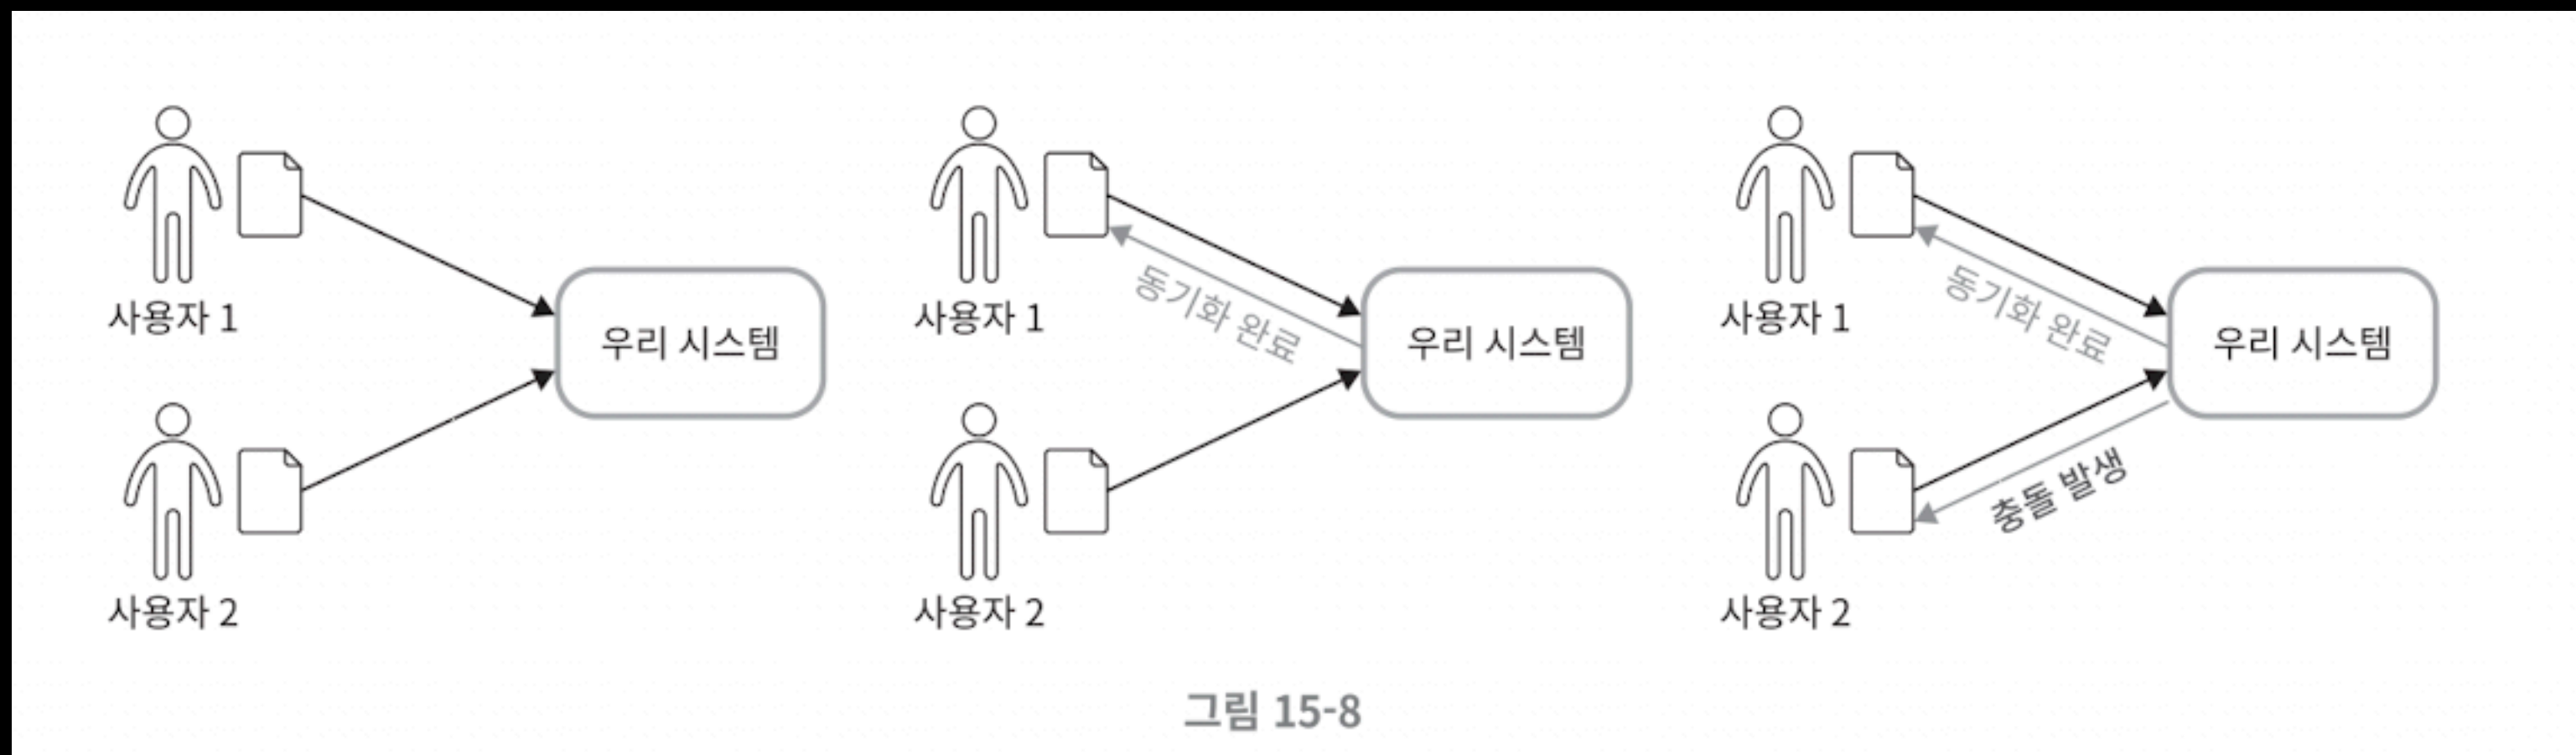 사용자 1
우리 시스템
사용자 2
사용자 1
동기화 완료
우리 시스템
사용자 2
사용자 1
동기화 완료
우리 시스템
충돌 발생
사용자 2
그림 15-8